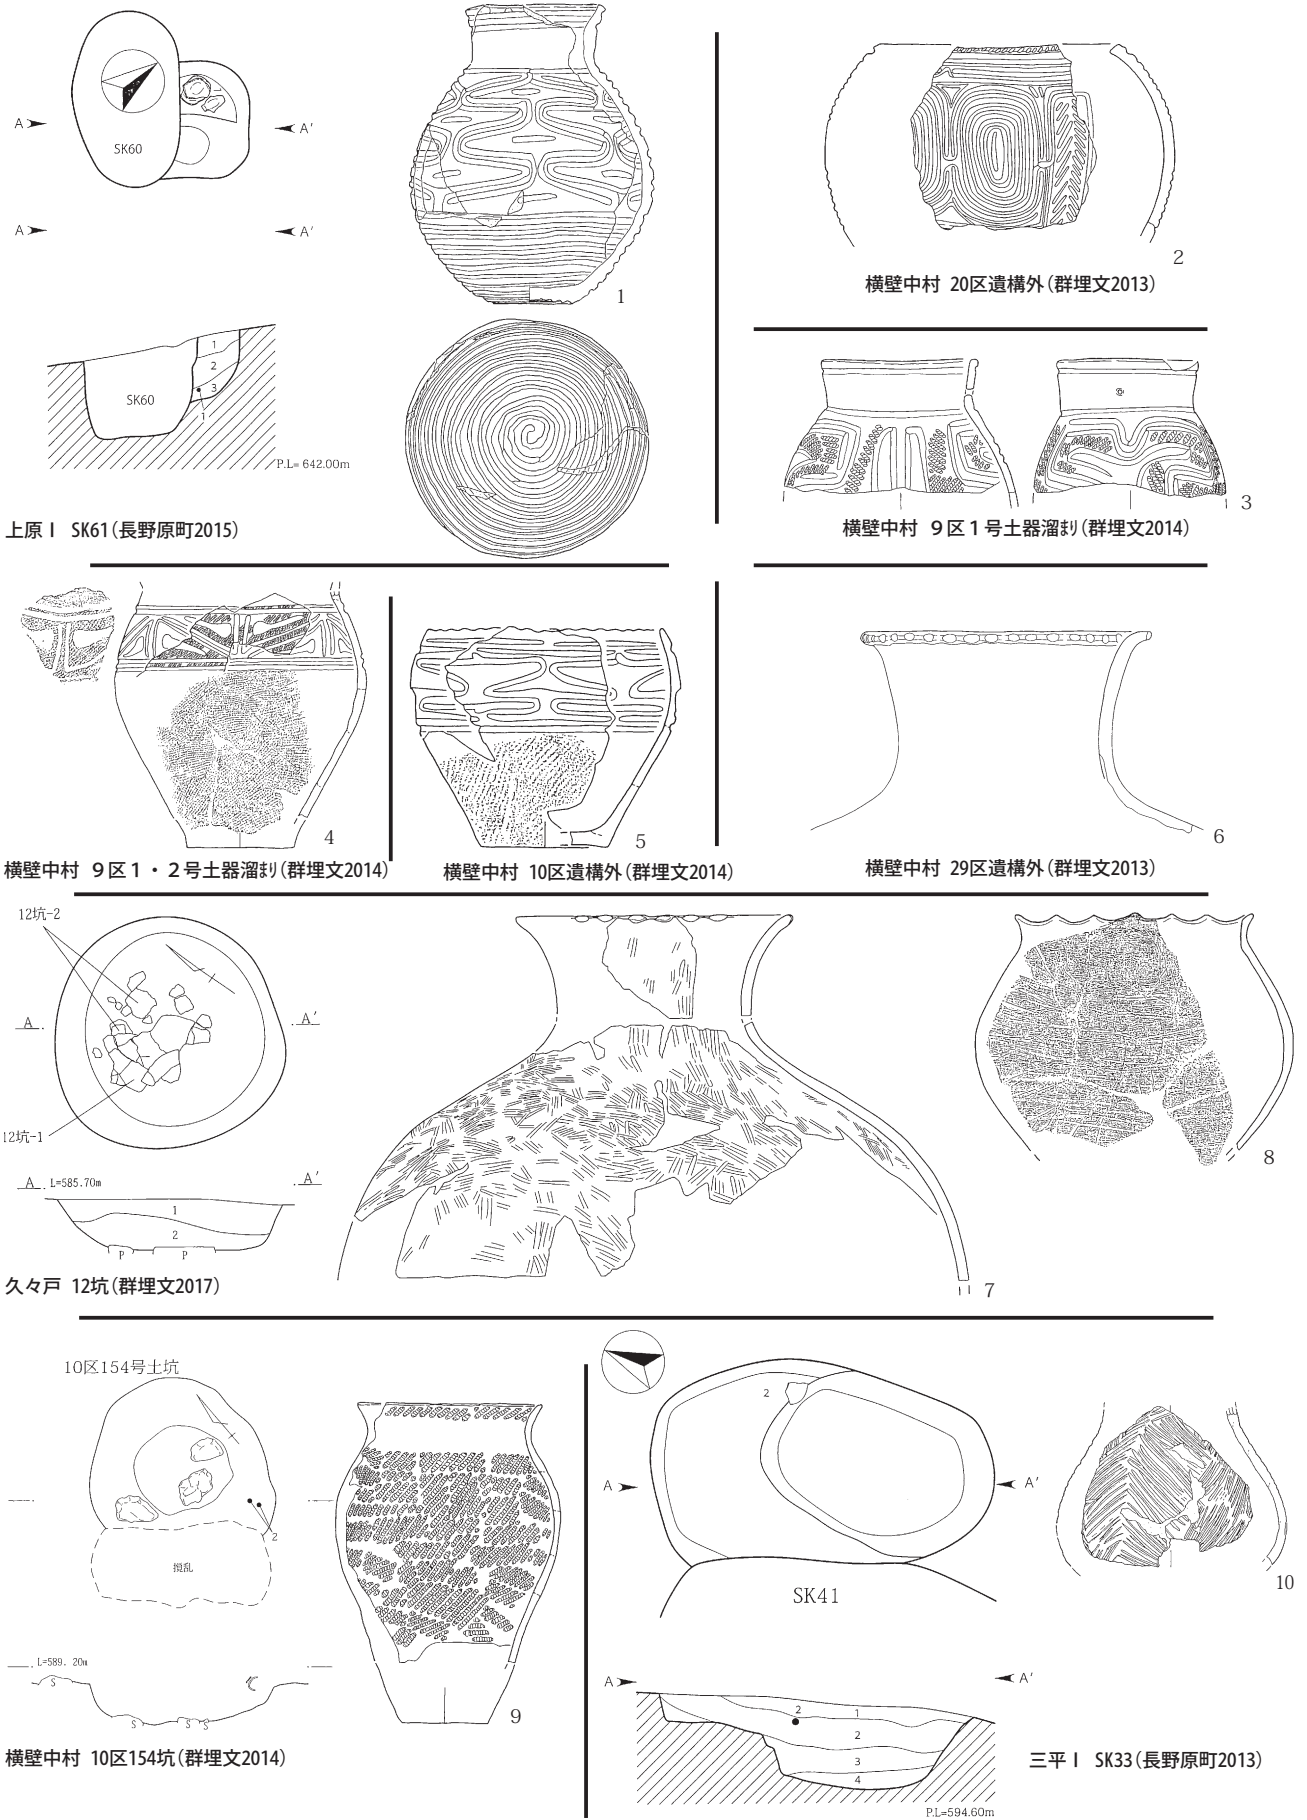 A A'
SK60
A A'
1
2
3
SK60
1
P.L= 642.00m
1
上原Ⅰ SK61(長野原町2015)
2
横壁中村 20区遺構外(群埋文2013)
3
横壁中村 9区1号土器溜まり(群埋文2014)
4
横壁中村 9区1・2号土器溜まり(群埋文2014)
5
横壁中村 10区遺構外(群埋文2014)
6
横壁中村 29区遺構外(群埋文2013)
12坑-2
A A'
12坑-1
A L=585.70m A'
1
2
P P
久々戸 12坑(群埋文2017)
7
8
10区154号土坑
2
撹乱
L=589.20m
S
S S S
9
横壁中村 10区154坑(群埋文2014)
2
A A'
SK41
A A'
2 1
2
3
4
P.L=594.60m
10
三平Ⅰ SK33(長野原町2013)